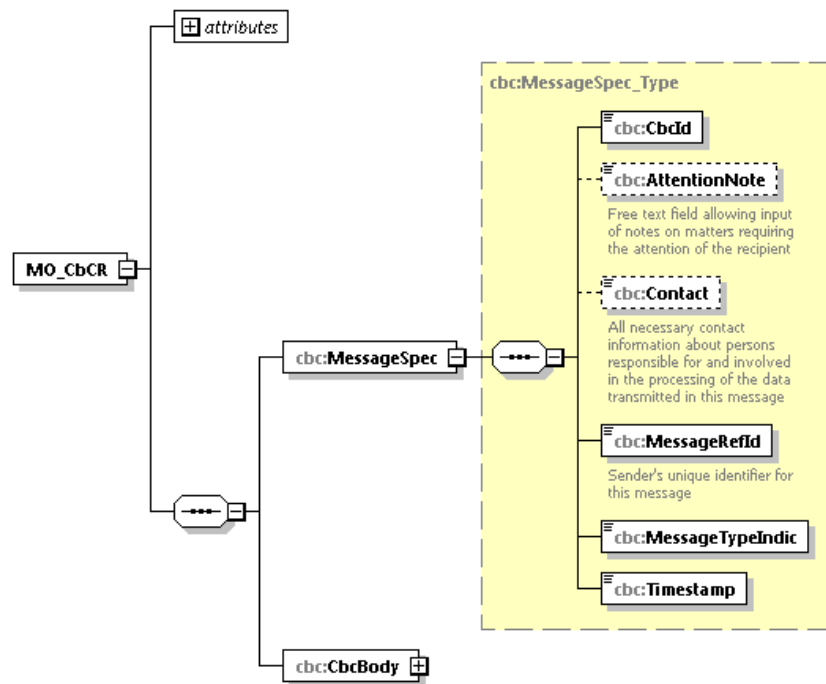 attributes
cbc:MessageSpec_Type
cbc:CbcId
cbc:AttentionNote
Free text field allowing input
of notes on matters requiring
the attention of the recipient
MO_CbCR
cbc:Contact
All necessary contact
information about persons
responsible for and involved
in the processing of the data
transmitted in this message
cbc:MessageSpec
cbc:MessageRefId
Sender's unique identifier for
this message
cbc:MessageTypeIndic
cbc:Timestamp
cbc:CbcBody